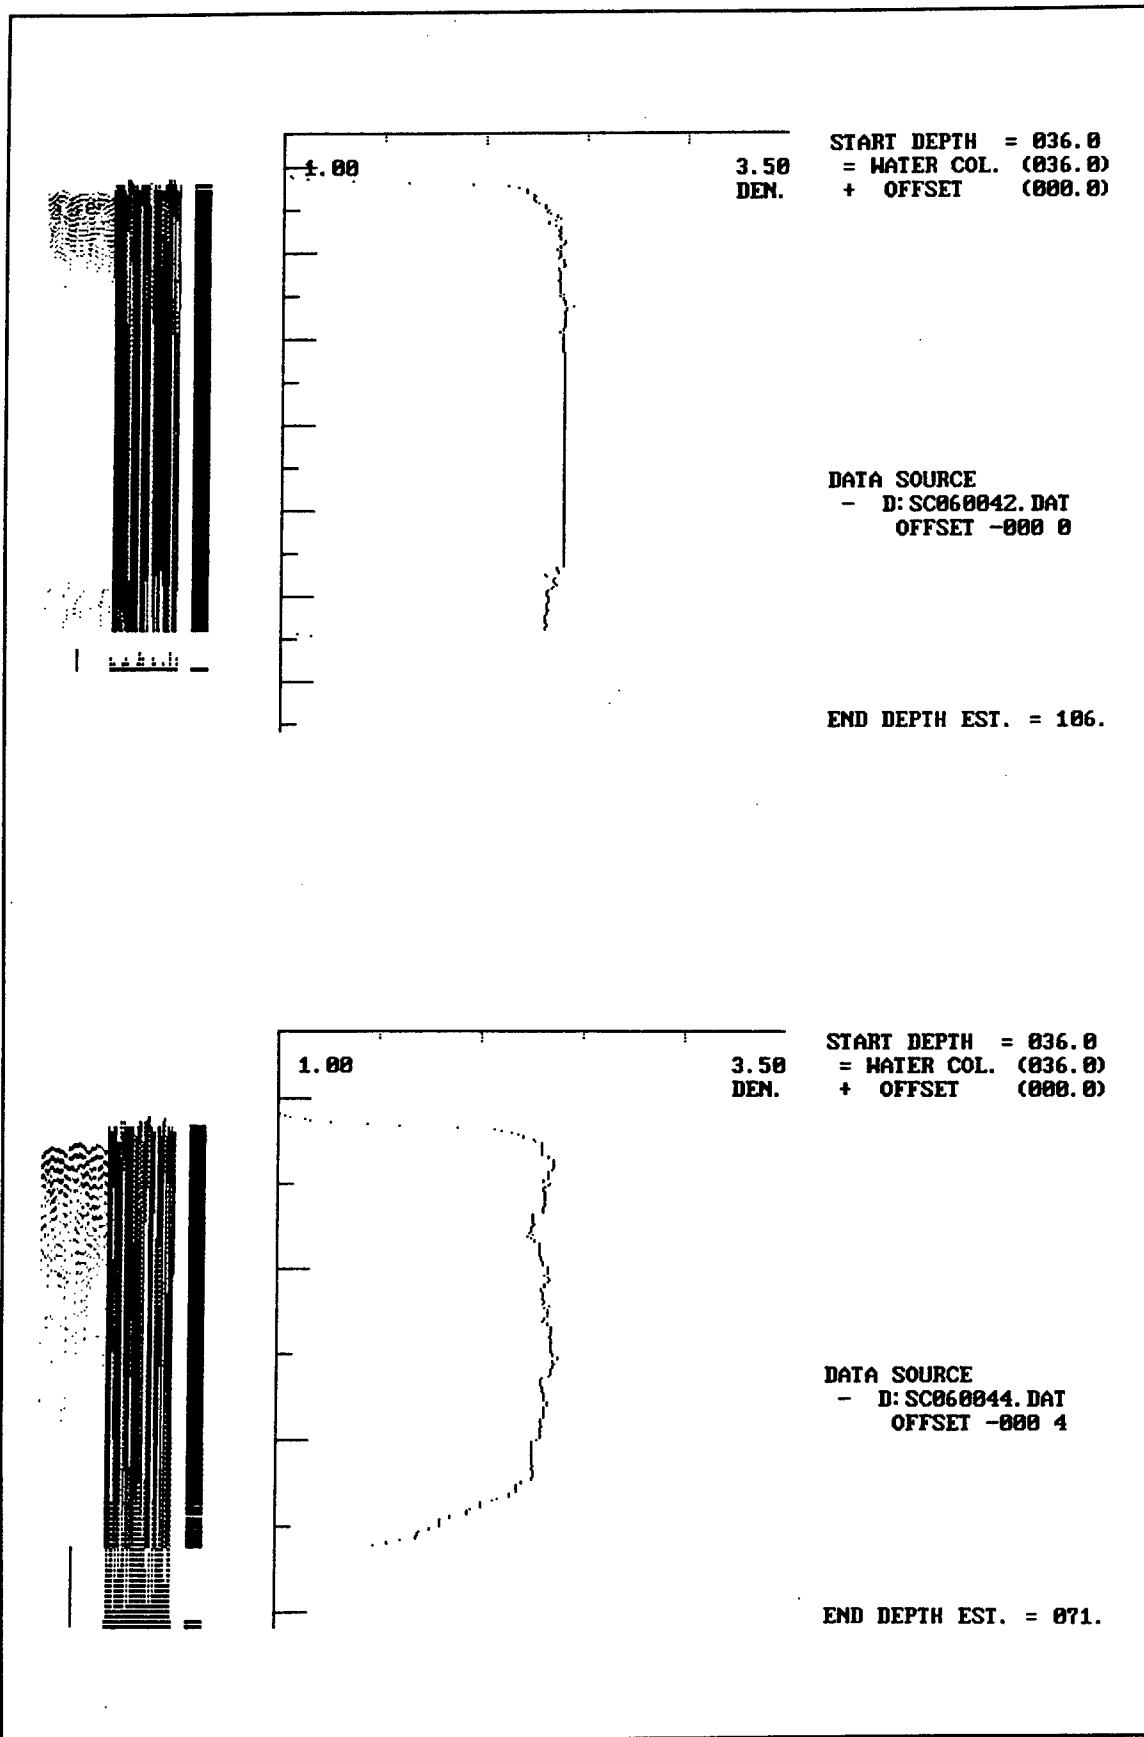 START DEPTH = 036.0
1.00 3.50 = WATER COL. (036.0)
DEN. + OFFSET (000.0)
DATA SOURCE
- D:SC060042.DAT
OFFSET -000 0
END DEPTH EST. = 106.
START DEPTH = 036.0
1.00 3.50 = WATER COL. (036.0)
DEN. + OFFSET (000.0)
DATA SOURCE
- D:SC060044.DAT
OFFSET -000 4
END DEPTH EST. = 071.